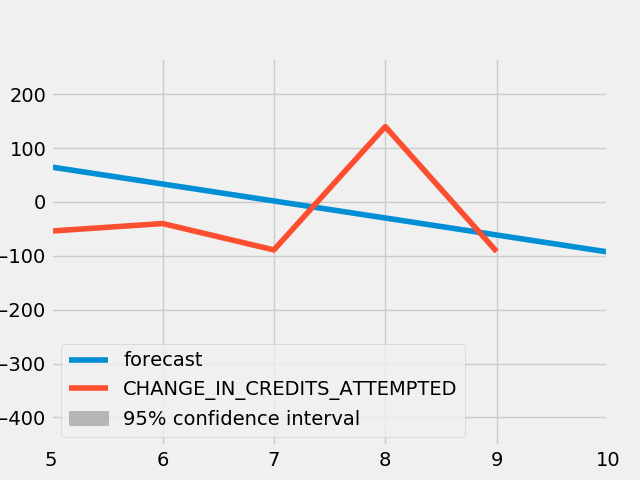 200
100
0
−100
−200
−300
−400
forecast
CHANGE_IN_CREDITS_ATTEMPTED
95% confidence interval
5 6 7 8 9 10